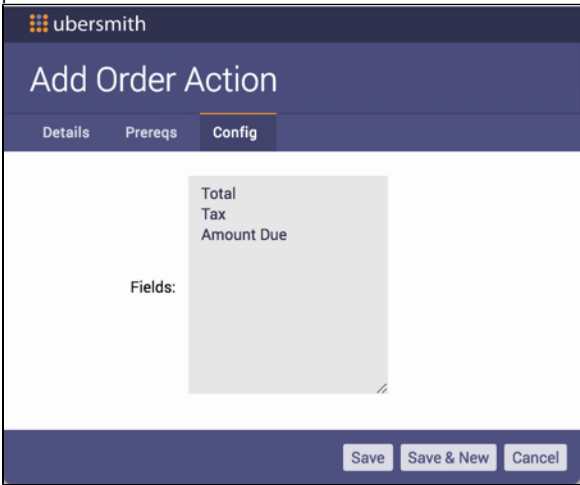 ubersmith
Add Order Action
Details Prereqs Config
Total
Tax
Amount Due
Fields:
Save Save & New Cancel